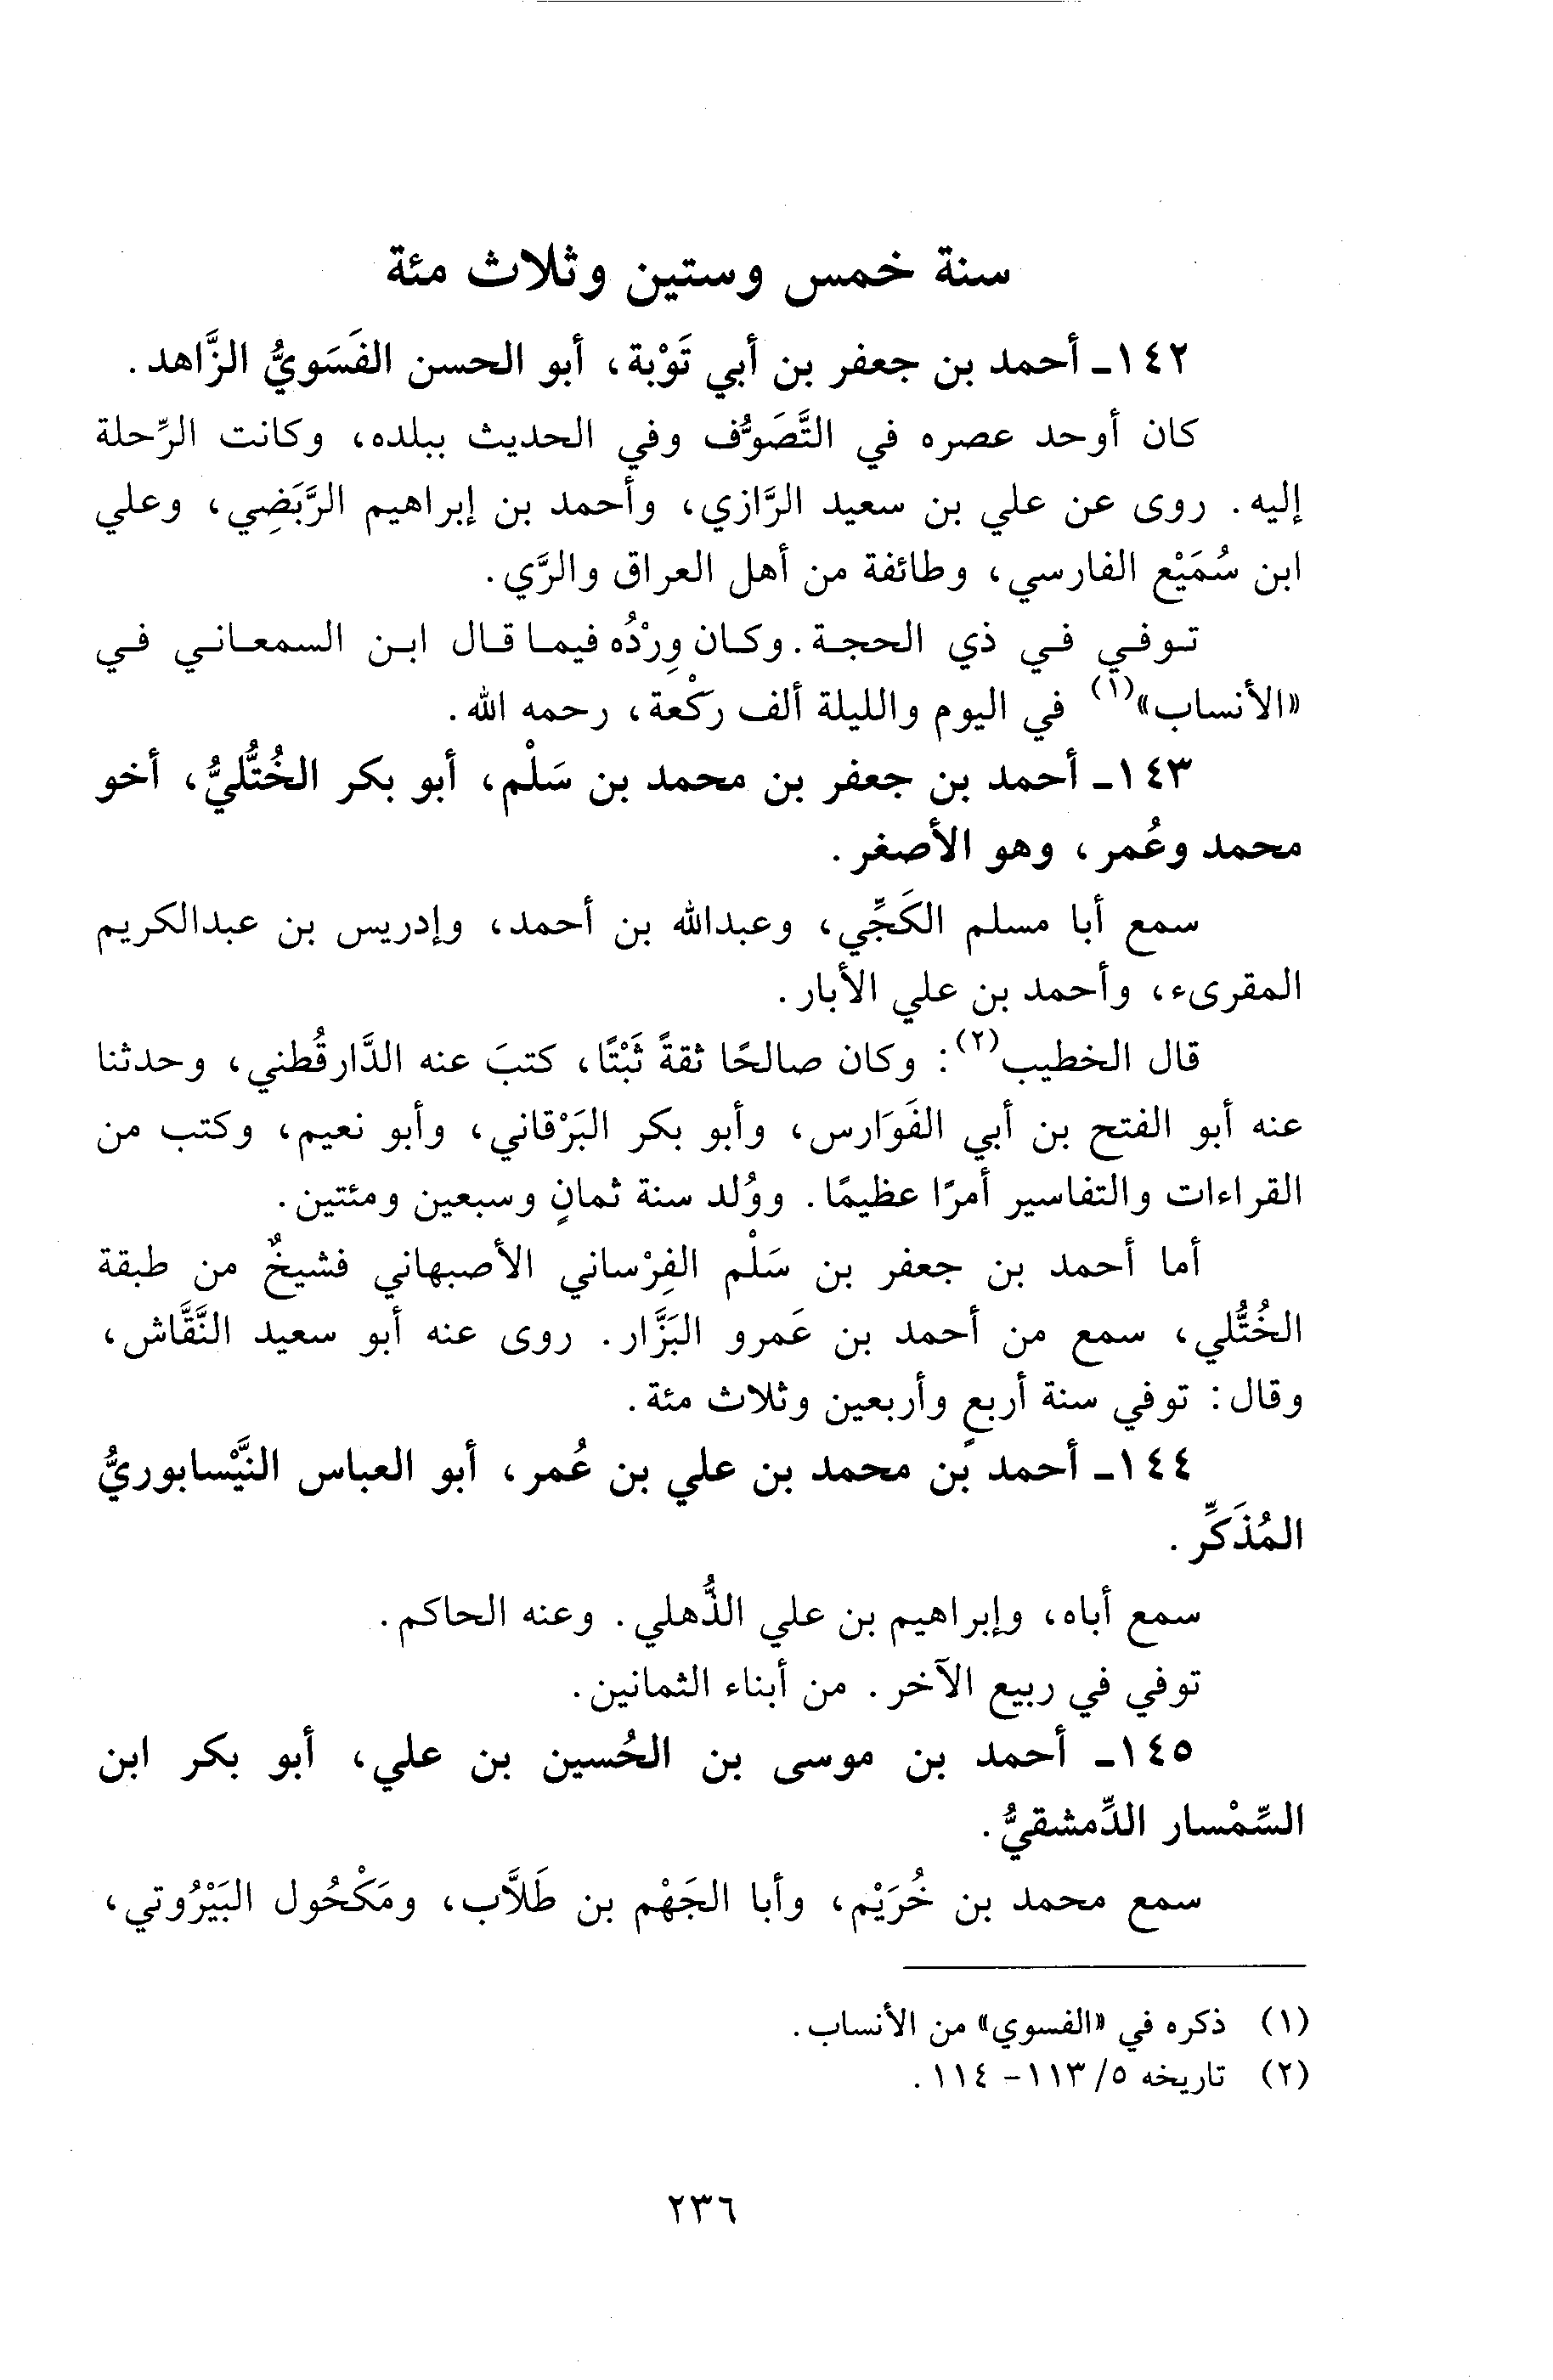 سنة خمس وستين وثلاث مئة
١٤٢ـ أحمد بن جعفر بن أبي تَوْبة، أبو الحسن الفَسَويُّ الزَّاهد.
كان أوحد عصره في التَّصَوُّف وفي الحديث ببلده، وكانت الرِّحلة
إليه. روى عن علي بن سعيد الرَّازي، وأحمد بن إبراهيم الرَّبَضِي، وعلي
ابن سُمَيْع الفارسي، وطائفة من أهل العراق والرَّي.
توفي في ذي الحجة. وكان وِرْدُه فيما قال ابن السمعاني في
«الأنساب»(١) في اليوم والليلة ألف ركْعة، رحمه الله.
١٤٣ـ أحمد بن جعفر بن محمد بن سَلْم، أبو بكر الخُتُّليُّ، أخو
محمد وعُمر، وهو الأصغر.
سمع أبا مسلم الكَجِّي، وعبدالله بن أحمد، وإدريس بن عبدالكريم
المقرىء، وأحمد بن علي الأبار.
قال الخطيب(٢): وكان صالحًا ثقةً ثَبْتًا، كتبَ عنه الدَّارقُطني، وحدثنا
عنه أبو الفتح بن أبي الفَوَارس، وأبو بكر البَرْقاني، وأبو نعيم، وكتب من
القراءات والتفاسير أمرًا عظيمًا. ووُلد سنة ثمانٍ وسبعين ومئتين.
أما أحمد بن جعفر بن سَلْم الفِرْساني الأصبهاني فشيخٌ من طبقة
الخُتُّلي، سمع من أحمد بن عَمرو البَزَّار. روى عنه أبو سعيد النَّقَّاش،
وقال: توفي سنة أربعٍ وأربعين وثلاث مئة.
١٤٤ـ أحمد بن محمد بن علي بن عُمر، أبو العباس النَّيْسابوريُّ
المُذَكِّر.
سمع أباه، وإبراهيم بن علي الذُّهلي. وعنه الحاكم.
توفي في ربيع الآخر. من أبناء الثمانين.
١٤٥ـ أحمد بن موسى بن الحُسين بن علي، أبو بكر ابن
السِّمْسار الدِّمشقيُّ.
سمع محمد بن خُرَيْم، وأبا الجَهْم بن طَلاَّب، ومَكْحُول البَيْرُوتي،
(١) ذكره في «الفسوي» من الأنساب.
(٢) تاريخه ٥/ ١١٣- ١١٤.
٢٣٦